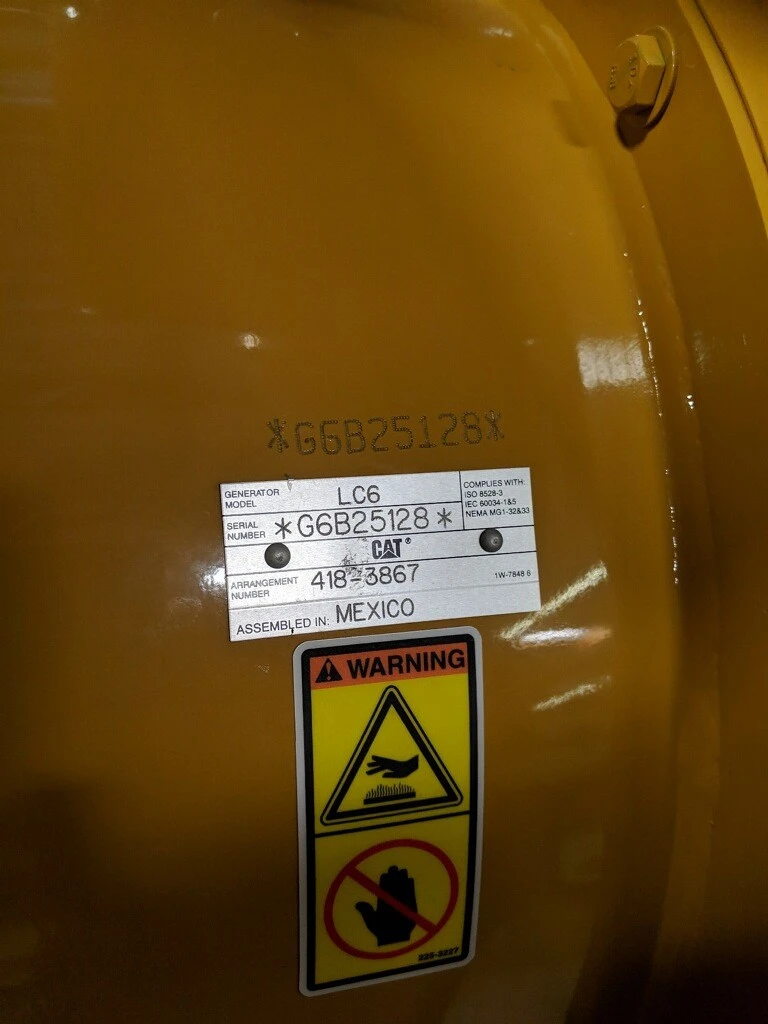 *G6B25128*
GENERATOR MODEL LC6
COMPLIES WITH:
ISO 8528-3
IEC 60034-1&5
NEMA MG1-32&33
SERIAL NUMBER *G6B25128*
CAT®
ARRANGEMENT NUMBER 418-3867
1W-7848 6
ASSEMBLED IN: MEXICO
WARNING